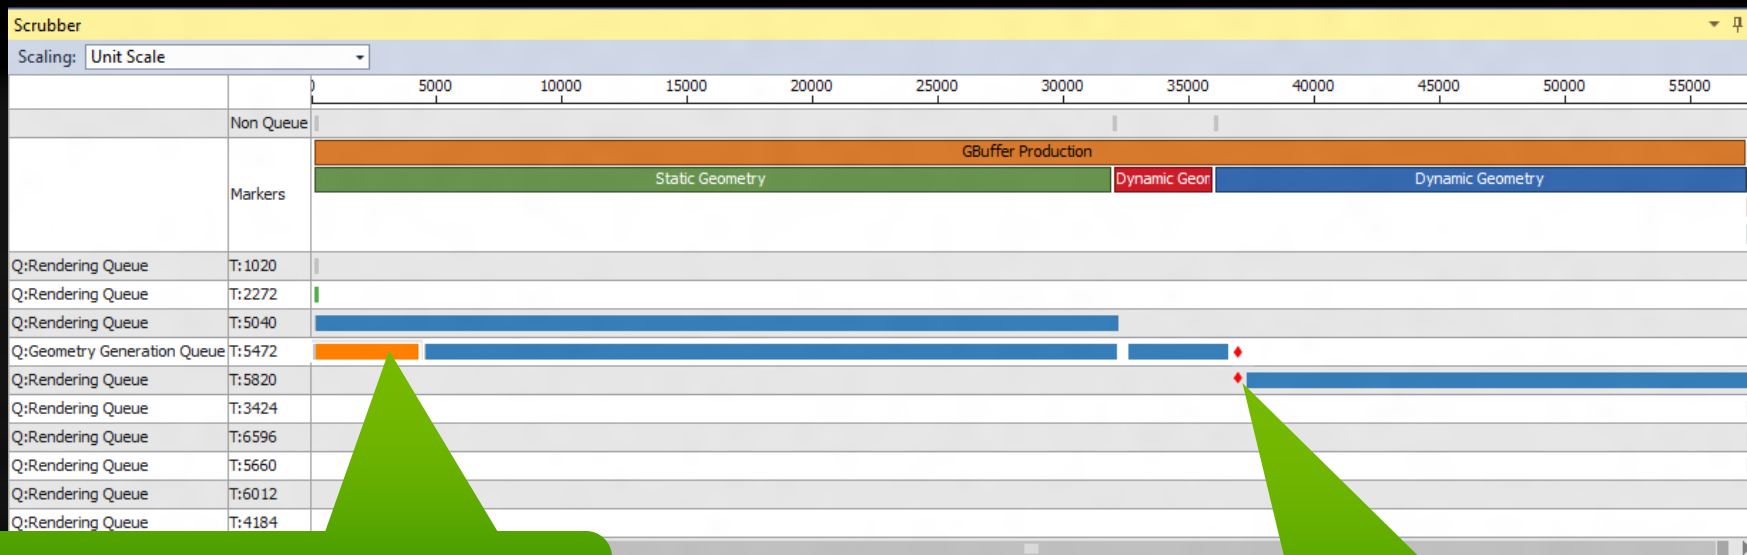 Scrubber
Scaling: Unit Scale
0 5000 10000 15000 20000 25000 30000 35000 40000 45000 50000 55000
Non Queue
GBuffer Production
Markers
Static Geometry Dynamic Geor Dynamic Geometry
Q:Rendering Queue T:1020
Q:Rendering Queue T:2272
Q:Rendering Queue T:5040
Q:Geometry Generation Queue T:5472
Q:Rendering Queue T:5820
Q:Rendering Queue T:3424
Q:Rendering Queue T:6596
Q:Rendering Queue T:5660
Q:Rendering Queue T:6012
Q:Rendering Queue T:4184